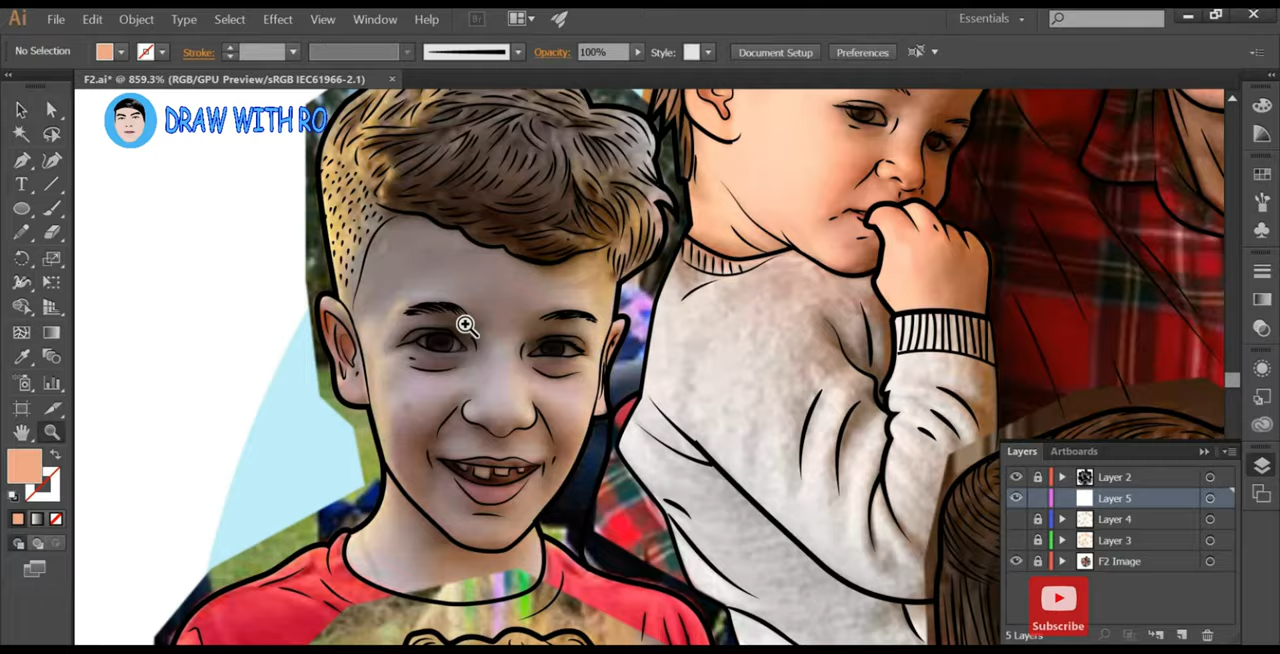 Ai File Edit Object Type Select Effect View Window Help Br Essentials
No Selection Stroke: Opacity: 100% Style: Document Setup Preferences
F2.ai* @ 859.3% (RGB/GPU Preview/sRGB IEC61966-2.1)
DRAW WITH RO
Layers Artboards
Layer 2
Layer 5
Layer 4
Layer 3
F2 Image
Subscribe
5 Layers